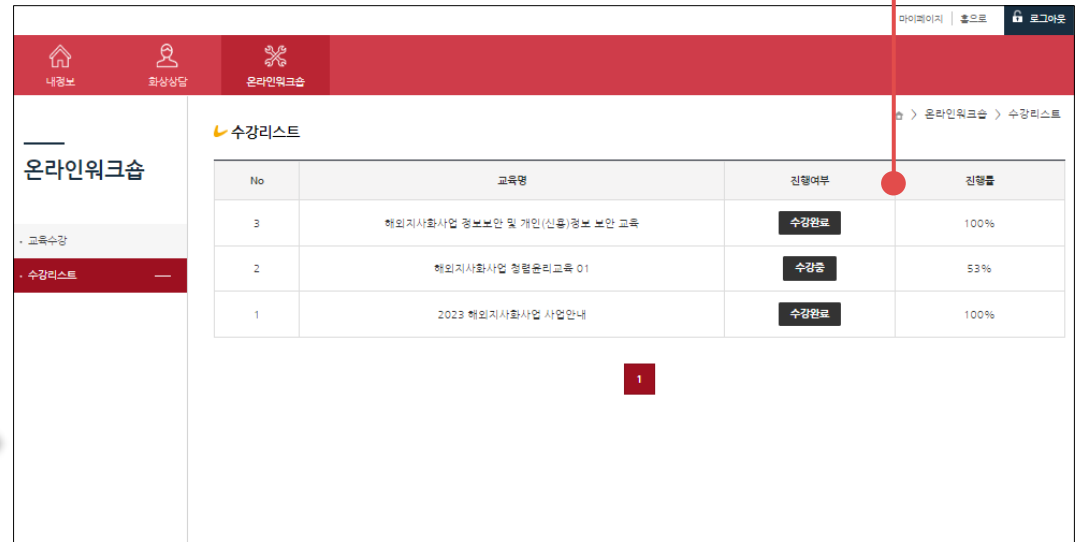 마이페이지 | 홈으로 로그아웃
내정보 화상상담 온라인워크숍
〉 온라인워크숍 〉 수강리스트
수강리스트
온라인워크숍
· 교육수강
· 수강리스트
No 교육명 진행여부 진행률
3 해외지사화사업 정보보안 및 개인(신용)정보 보안 교육 수강완료 100%
2 해외지사화사업 청렴윤리교육 01 수강중 53%
1 2023 해외지사화사업 사업안내 수강완료 100%
1